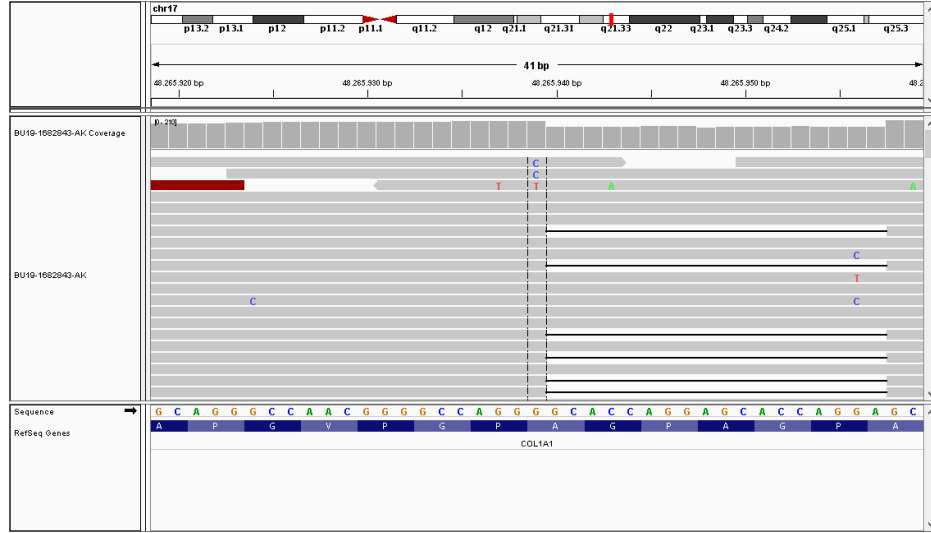 chr17
p13.2 p13.1 p12 p11.2 p11.1 q11.2 q12 q21.1 q21.31 q21.33 q22 q23.1 q23.3 q24.2 q25.1 q25.3
41 bp
48.265.920 bp 48.265.930 bp 48.265.940 bp 48.265.950 bp 48.2
BU19-1682843-AK Coverage
[0 - 210]
C
C
T T A A
C
BU19-1682843-AK
T
C C
Sequence
G C A G G G C C A A C G G G G C C A G G G G C A C C A G G A G C A C C A G G A G C
RefSeq Genes
A P G V P G P A G P A G P A
COL1A1